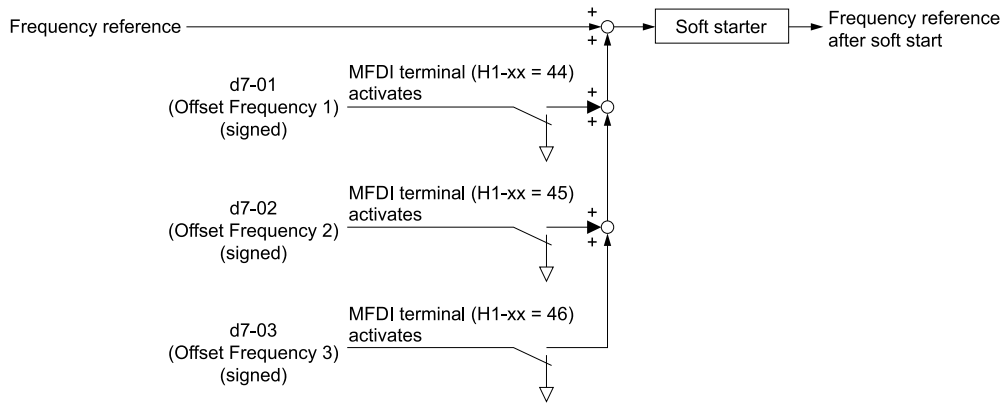 Frequency reference
+
+
Soft starter
Frequency reference
after soft start
d7-01
(Offset Frequency 1)
(signed)
MFDI terminal (H1-xx = 44)
activates
+
+
d7-02
(Offset Frequency 2)
(signed)
MFDI terminal (H1-xx = 45)
activates
+
+
d7-03
(Offset Frequency 3)
(signed)
MFDI terminal (H1-xx = 46)
activates